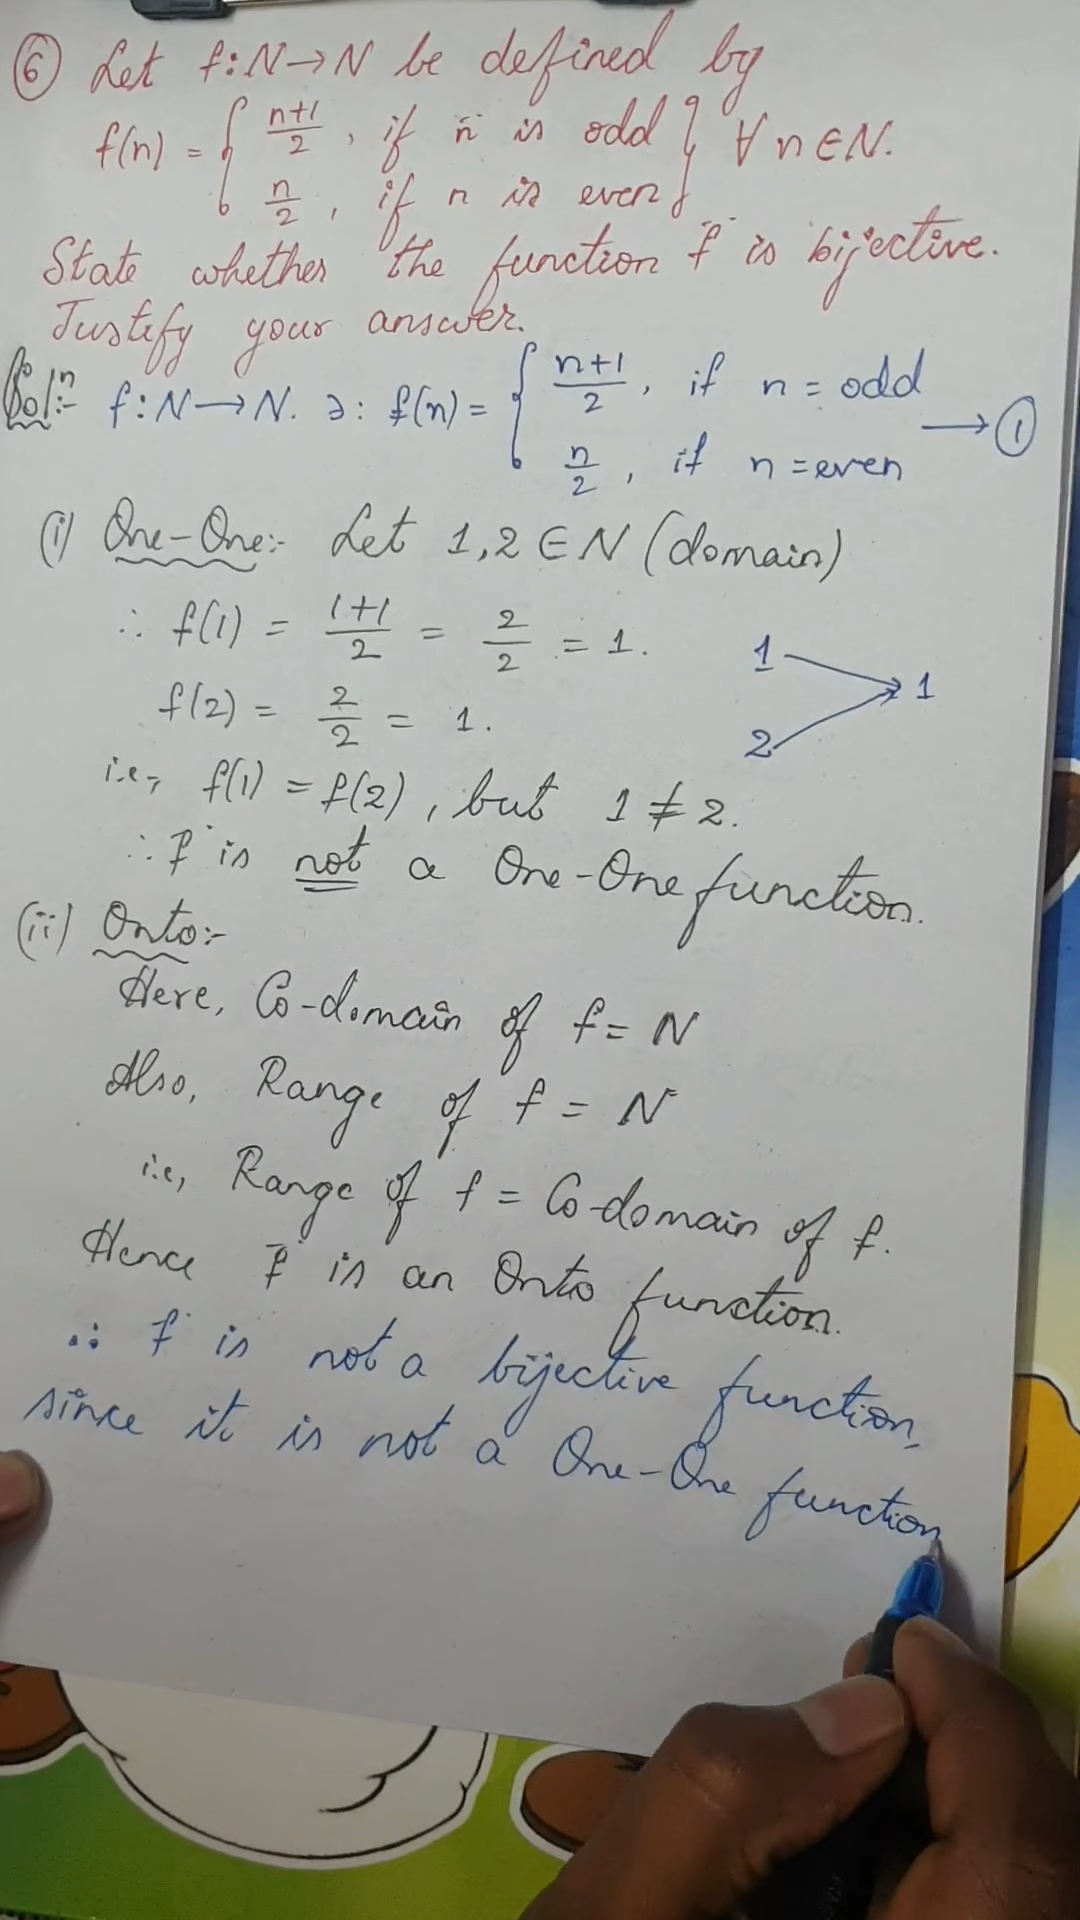 ⑥ Let f:N→N be defined by
f(n) = { n+1/2 , if n is odd } ∀ n∈N.
n/2 , if n is even
State whether the function f is bijective.
Justify your answer.
Solⁿ:- f:N→N. ∋: f(n) = { n+1/2 , if n = odd
n/2 , if n = even → ①
(i) One-One:- Let 1,2 ∈ N (domain)
∴ f(1) = 1+1/2 = 2/2 = 1.
f(2) = 2/2 = 1.
1
2
1
i.e, f(1) = f(2), but 1 ≠ 2.
∴ f is not a One-One function.
(ii) Onto:-
Here, Co-domain of f = N
Also, Range of f = N
i.e, Range of f = Co-domain of f.
Hence f is an Onto function.
∴ f is not a bijective function,
since it is not a One-One function